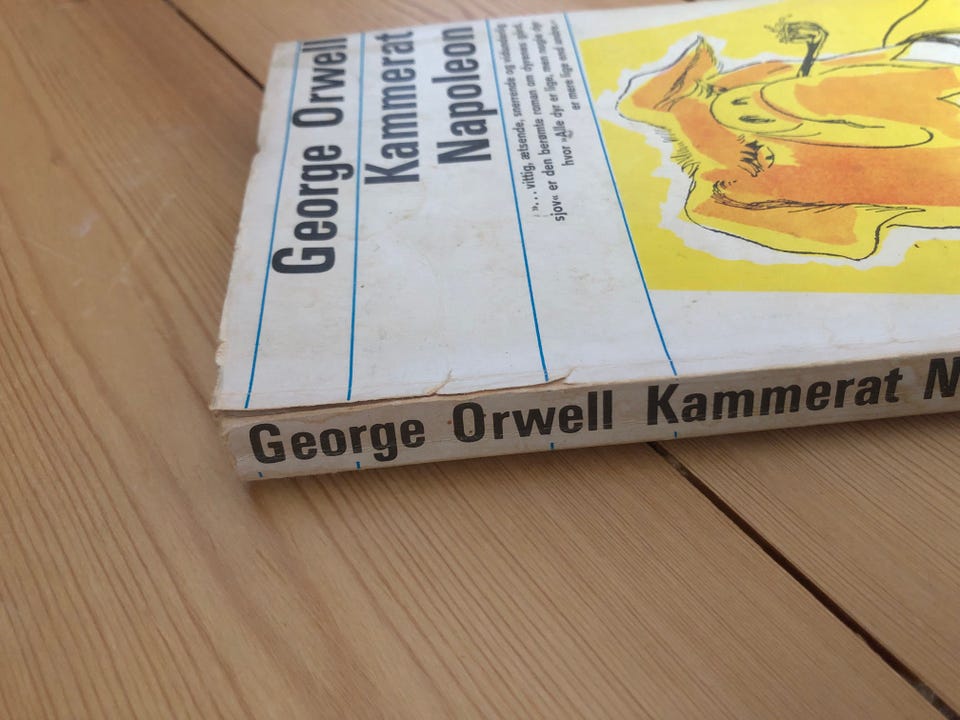 George Orwell
Kammerat
Napoleon
»... vittig, ætsende, snerrende og vidunderlig
sjov« er den berømte roman om dyrenes gård,
hvor »Alle dyr er lige, men nogle dyr
er mere lige end andre«
George Orwell Kammerat N